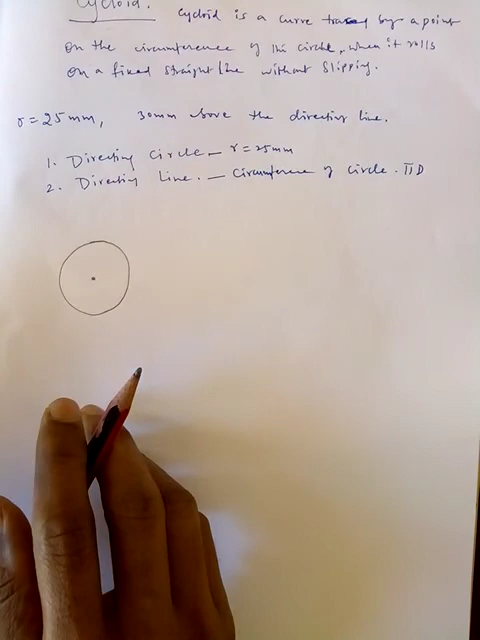 Cycloid. Cycloid is a curve traced by a point
on the circumference of the circle, when it rolls
on a fixed straight line without slipping.
r = 25mm, 30mm above the directing line.
1. Directing Circle – r = 25mm
2. Directing Line. – Circumference of circle. πD